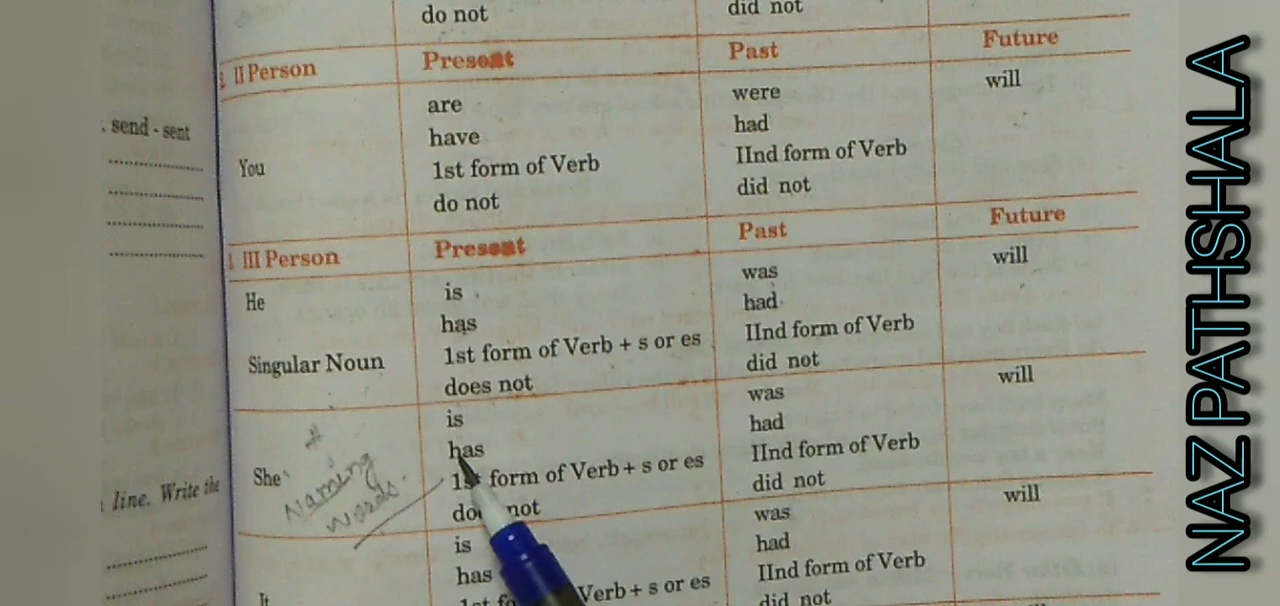 do not did not
II Person Present Past Future
are were will
send - sent
have had
You 1st form of Verb IInd form of Verb
do not did not
III Person Present Past Future
He is was will
has had
Singular Noun 1st form of Verb + s or es IInd form of Verb
does not did not
is was will
has had
She 1st form of Verb + s or es IInd form of Verb
Naming
words.
not did not
line. Write the
is was will
has had
It Verb + s or es IInd form of Verb
did not
NAZ PATHSHALA